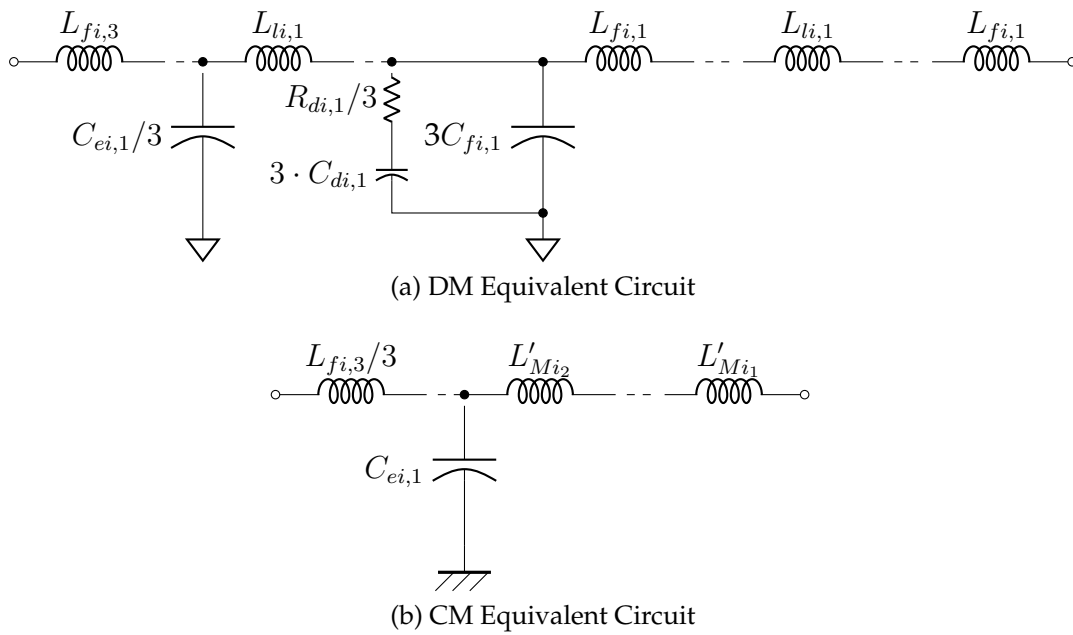 L_{fi,3} L_{li,1} L_{fi,1} L_{li,1} L_{fi,1}
R_{di,1}/3
C_{ei,1}/3 3C_{fi,1}
3 · C_{di,1}
(a) DM Equivalent Circuit
L_{fi,3}/3 L'_{Mi_2} L'_{Mi_1}
C_{ei,1}
(b) CM Equivalent Circuit